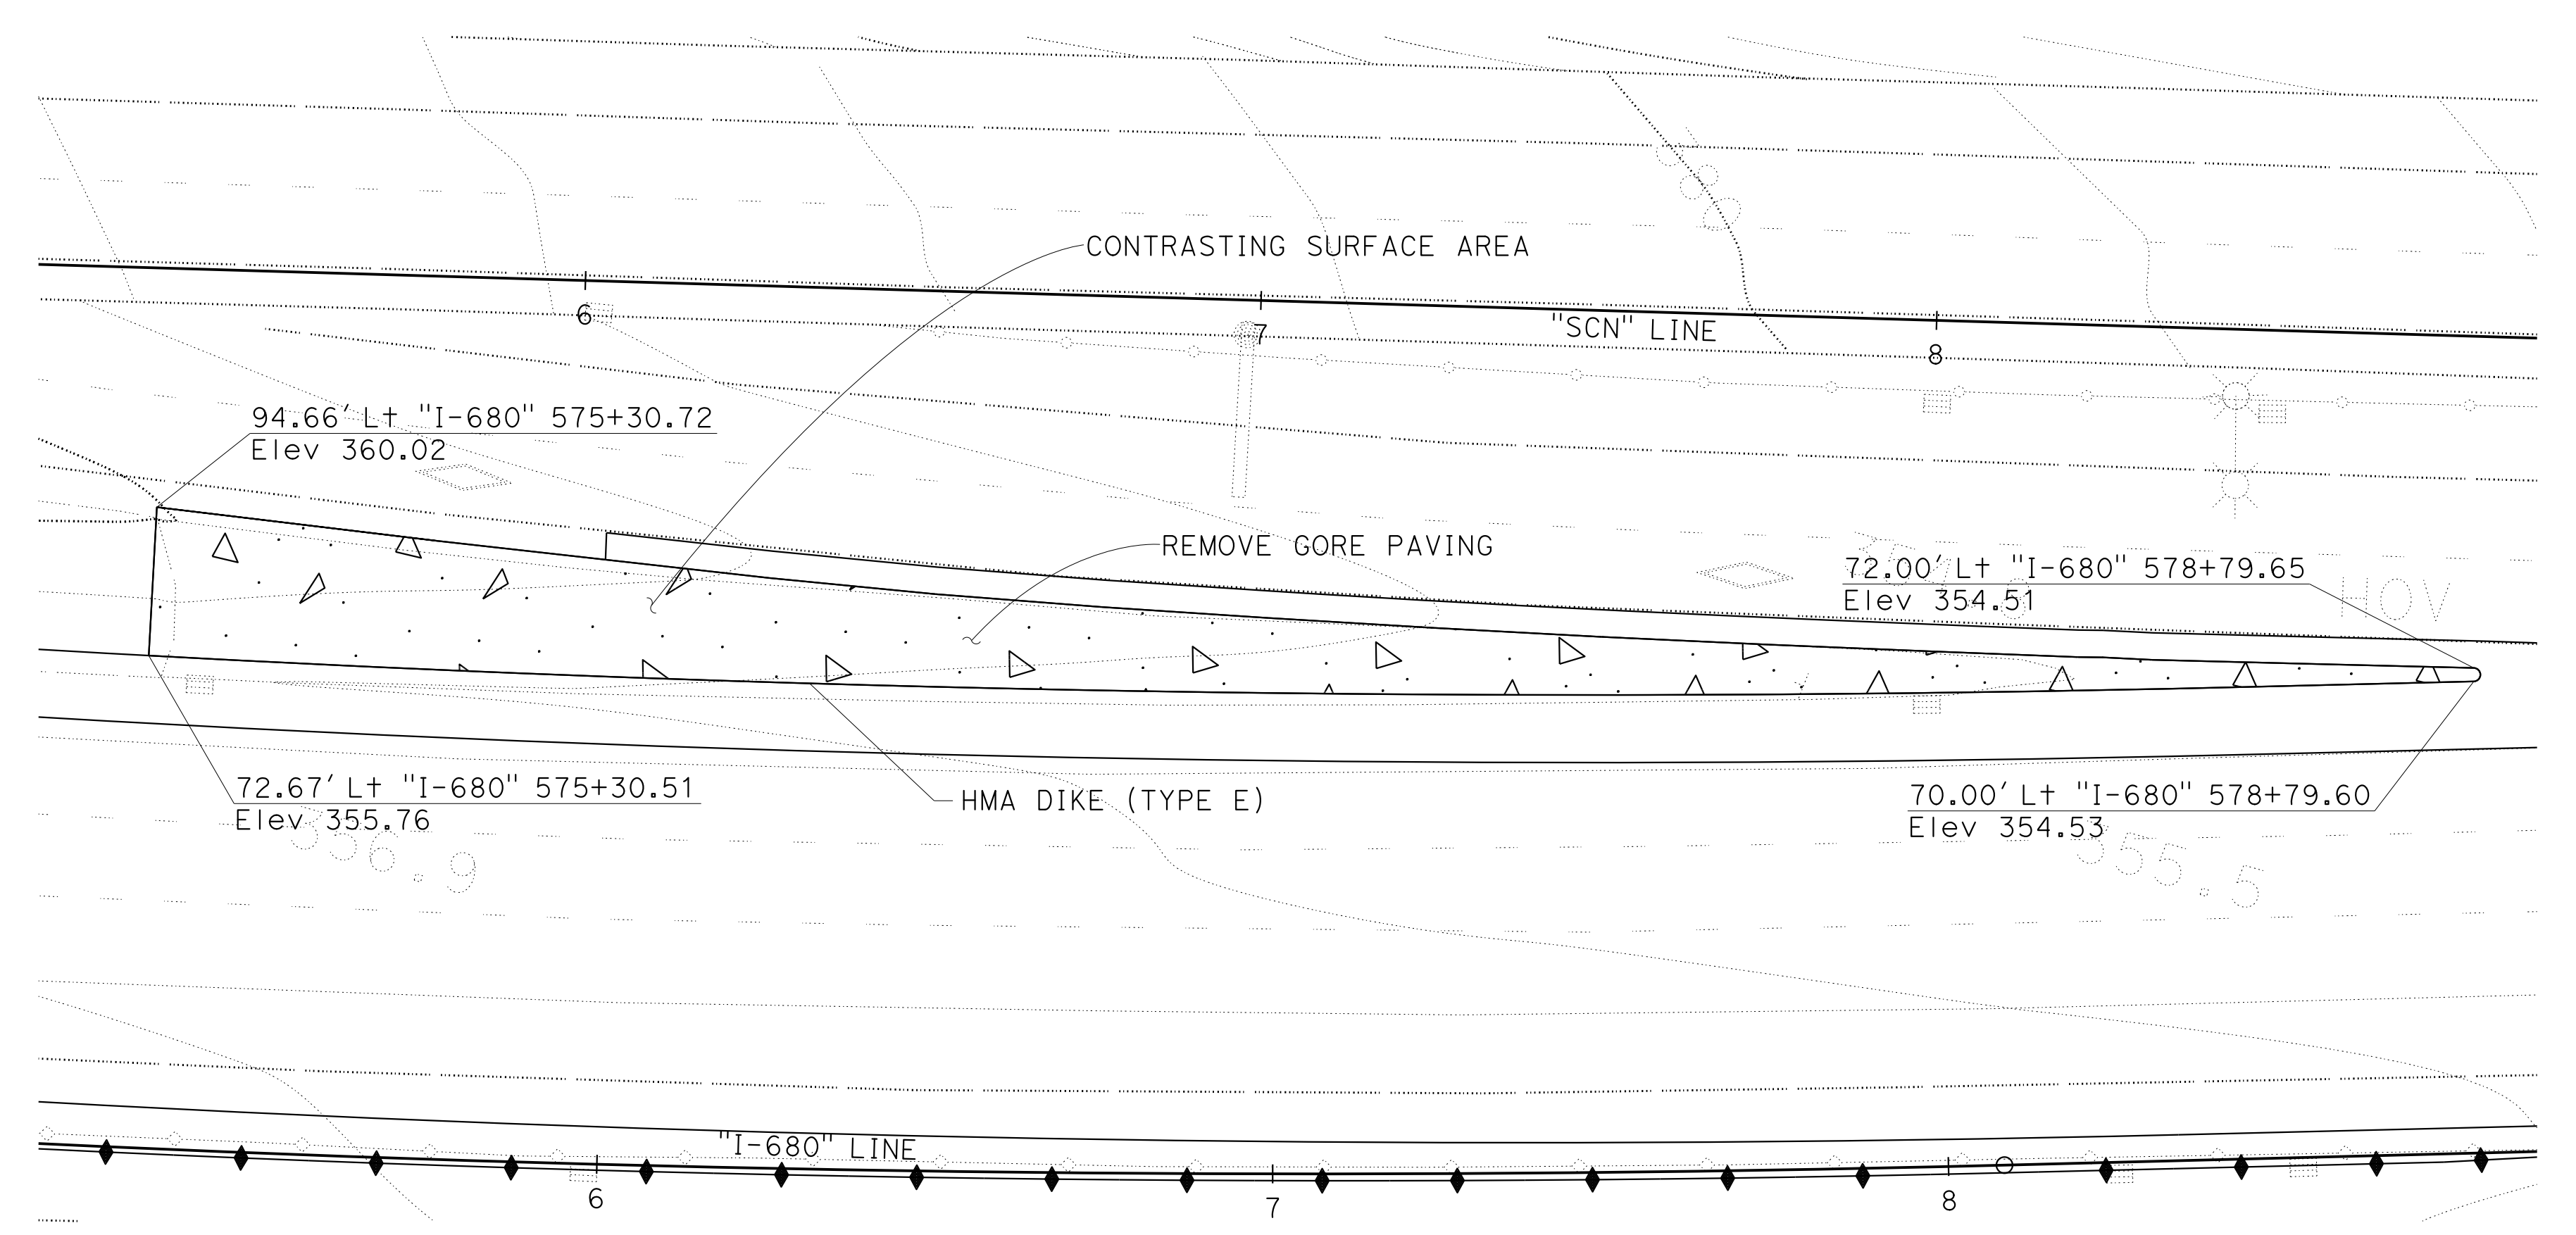 CONTRASTING SURFACE AREA
6
7
"SCN" LINE
8
94.66' Lt "I-680" 575+30.72
Elev 360.02
REMOVE GORE PAVING
72.00' Lt "I-680" 578+79.65
Elev 354.51
HOV
72.67' Lt "I-680" 575+30.51
Elev 355.76
HMA DIKE (TYPE E)
70.00' Lt "I-680" 578+79.60
Elev 354.53
356.9
355.5
"I-680" LINE
6
7
8